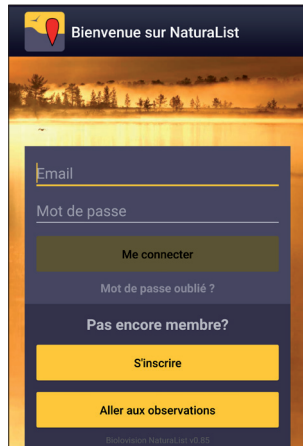 Bienvenue sur NaturaList
Email
Mot de passe
Me connecter
Mot de passe oublié ?
Pas encore membre?
S'inscrire
Aller aux observations
Biolovision NaturaList v0.85